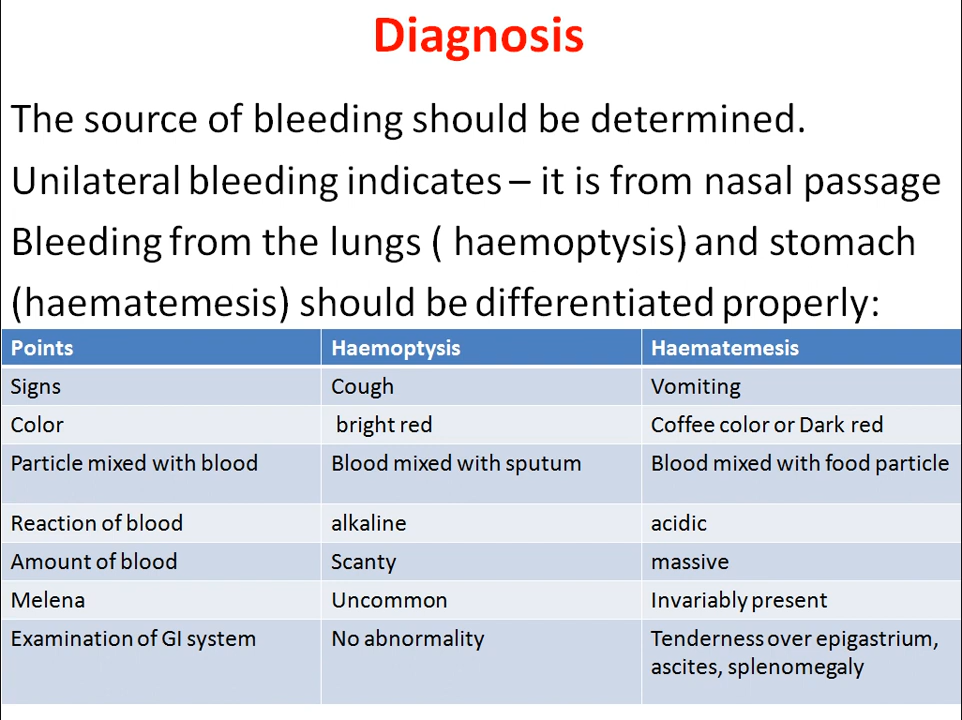 Diagnosis
The source of bleeding should be determined.
Unilateral bleeding indicates – it is from nasal passage
Bleeding from the lungs ( haemoptysis) and stomach
(haematemesis) should be differentiated properly:
Points Haemoptysis Haematemesis
Signs Cough Vomiting
Color bright red Coffee color or Dark red
Particle mixed with blood Blood mixed with sputum Blood mixed with food particle
Reaction of blood alkaline acidic
Amount of blood Scanty massive
Melena Uncommon Invariably present
Examination of GI system No abnormality Tenderness over epigastrium,
ascites, splenomegaly